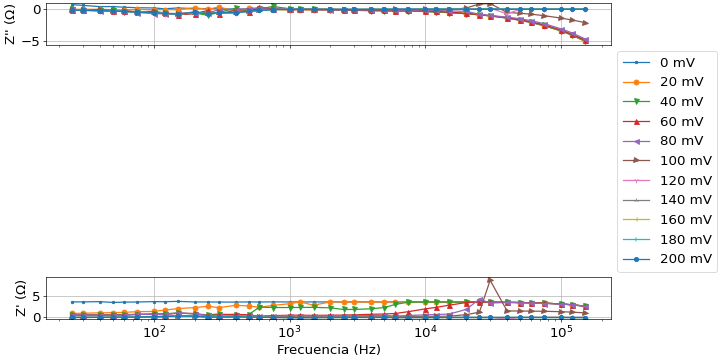 Z'' (Ω)
0
−5
0 mV
20 mV
40 mV
60 mV
80 mV
100 mV
120 mV
140 mV
160 mV
180 mV
200 mV
Z' (Ω)
5
0
10² 10³ 10⁴ 10⁵
Frecuencia (Hz)